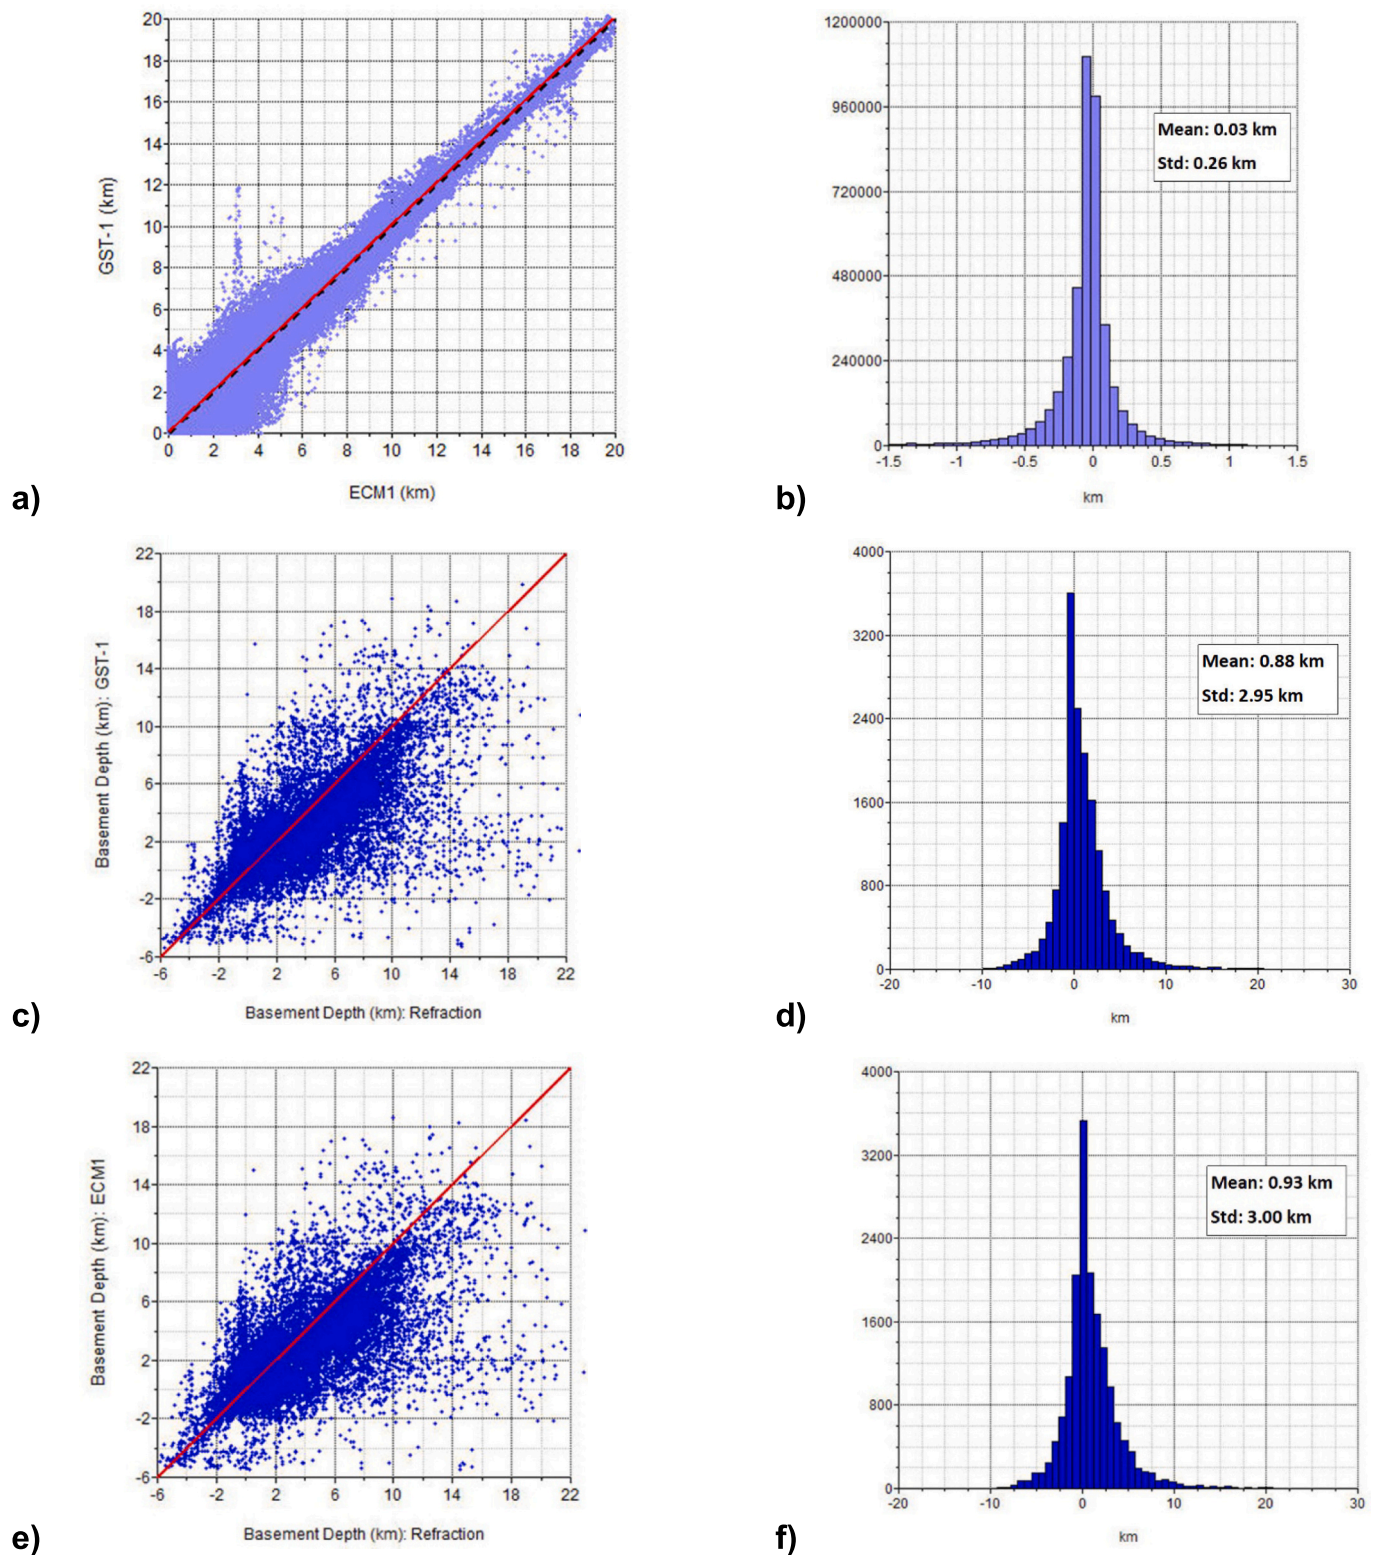 20
18
16
14
12
10
8
6
4
2
0
GST-1 (km)
0 2 4 6 8 10 12 14 16 18 20
ECM1 (km)
a)
1200000
960000
720000
480000
240000
0
Mean: 0.03 km
Std: 0.26 km
-1.5 -1 -0.5 0 0.5 1 1.5
km
b)
22
18
14
10
6
2
-2
-6
Basement Depth (km): GST-1
-6 -2 2 6 10 14 18 22
Basement Depth (km): Refraction
c)
4000
3200
2400
1600
800
0
Mean: 0.88 km
Std: 2.95 km
-20 -10 0 10 20 30
km
d)
22
18
14
10
6
2
-2
-6
Basement Depth (km): ECM1
-6 -2 2 6 10 14 18 22
Basement Depth (km): Refraction
e)
4000
3200
2400
1600
800
0
Mean: 0.93 km
Std: 3.00 km
-20 -10 0 10 20 30
km
f)